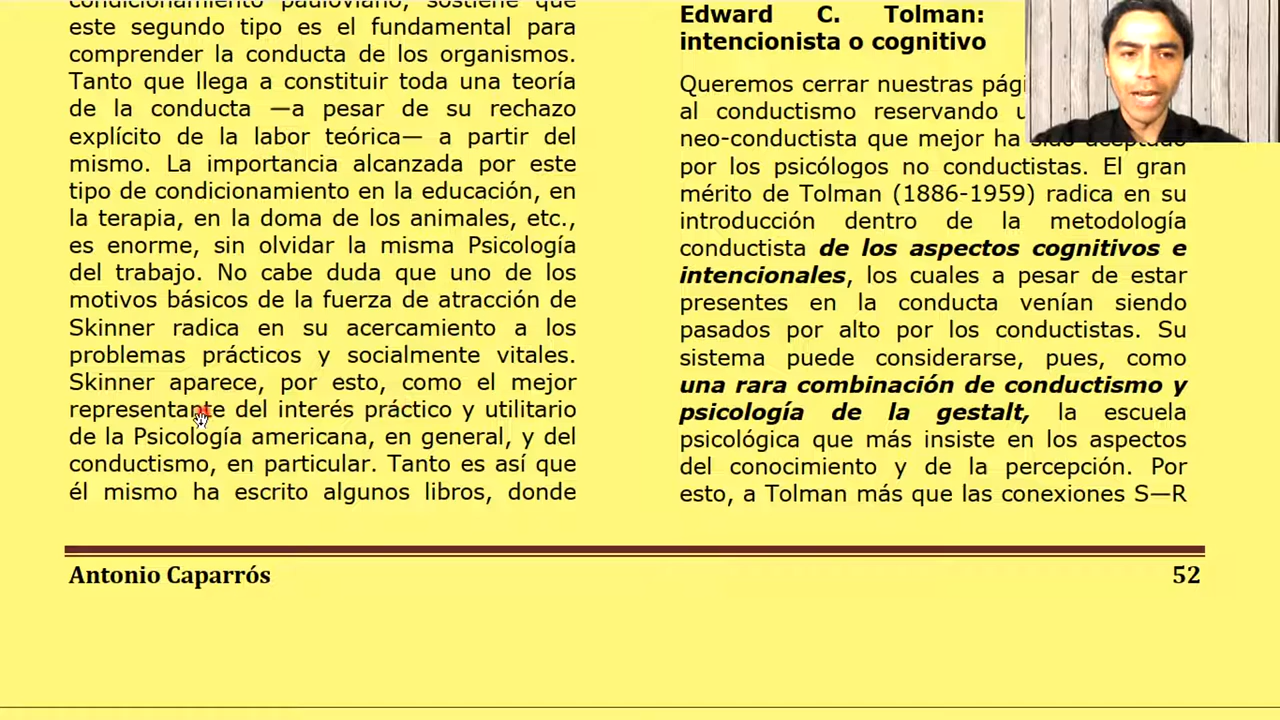 condicionamiento pauloviano, sostiene que
este segundo tipo es el fundamental para
comprender la conducta de los organismos.
Tanto que llega a constituir toda una teoría
de la conducta —a pesar de su rechazo
explícito de la labor teórica— a partir del
mismo. La importancia alcanzada por este
tipo de condicionamiento en la educación, en
la terapia, en la doma de los animales, etc.,
es enorme, sin olvidar la misma Psicología
del trabajo. No cabe duda que uno de los
motivos básicos de la fuerza de atracción de
Skinner radica en su acercamiento a los
problemas prácticos y socialmente vitales.
Skinner aparece, por esto, como el mejor
representante del interés práctico y utilitario
de la Psicología americana, en general, y del
conductismo, en particular. Tanto es así que
él mismo ha escrito algunos libros, donde
Edward C. Tolman:
intencionista o cognitivo
Queremos cerrar nuestras pági
al conductismo reservando u
neo-conductista que mejor ha sido aceptado
por los psicólogos no conductistas. El gran
mérito de Tolman (1886-1959) radica en su
introducción dentro de la metodología
conductista de los aspectos cognitivos e
intencionales, los cuales a pesar de estar
presentes en la conducta venían siendo
pasados por alto por los conductistas. Su
sistema puede considerarse, pues, como
una rara combinación de conductismo y
psicología de la gestalt, la escuela
psicológica que más insiste en los aspectos
del conocimiento y de la percepción. Por
esto, a Tolman más que las conexiones S—R
Antonio Caparrós 52